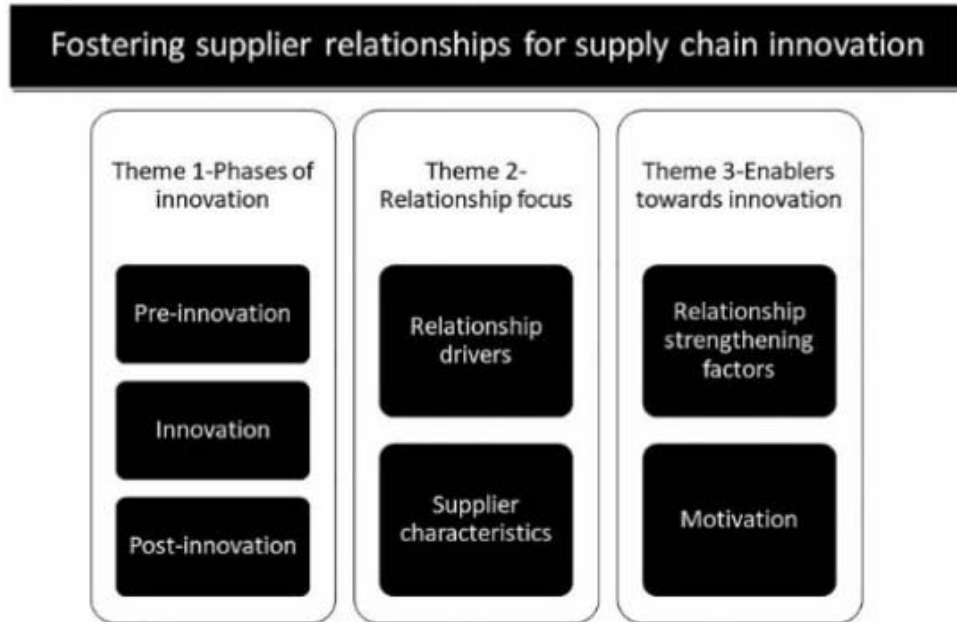 Fostering supplier relationships for supply chain innovation
Theme 1-Phases of
innovation
Pre-innovation
Innovation
Post-innovation
Theme 2-
Relationship focus
Relationship
drivers
Supplier
characteristics
Theme 3-Enablers
towards innovation
Relationship
strengthening
factors
Motivation